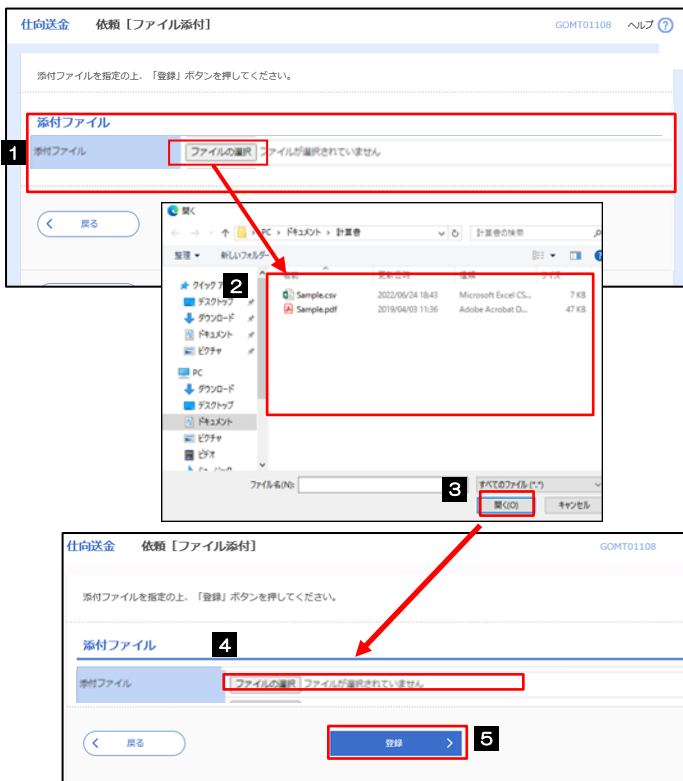 仕向送金 依頼［ファイル添付］ GOMT01108 ヘルプ ?
添付ファイルを指定の上、「登録」ボタンを押してください。
添付ファイル
1
添付ファイル ファイルの選択 ファイルが選択されていません
戻る
開く
PC › ドキュメント › 計算書 計算書の検索
整理 新しいフォルダー
2
名前 更新日時 種類 サイズ
Sample.csv 2022/06/24 18:43 Microsoft Excel CS... 7 KB
Sample.pdf 2019/04/03 11:36 Adobe Acrobat D... 47 KB
クイック ア
デスクトップ
ダウンロード
ドキュメント
ピクチャ
PC
ダウンロード
デスクトップ
ドキュメント
ピクチャ
ビデオ
ファイル名(N): すべてのファイル (*.*)
3
開く(O) キャンセル
仕向送金 依頼［ファイル添付］ GOMT01108
添付ファイルを指定の上、「登録」ボタンを押してください。
添付ファイル
4
添付ファイル ファイルの選択 ファイルが選択されていません
戻る 登録 5